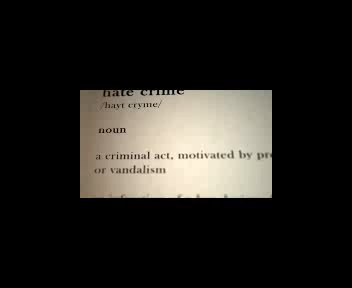 hate crime
/hayt cryme/
noun
a criminal act, motivated by
or vandalism